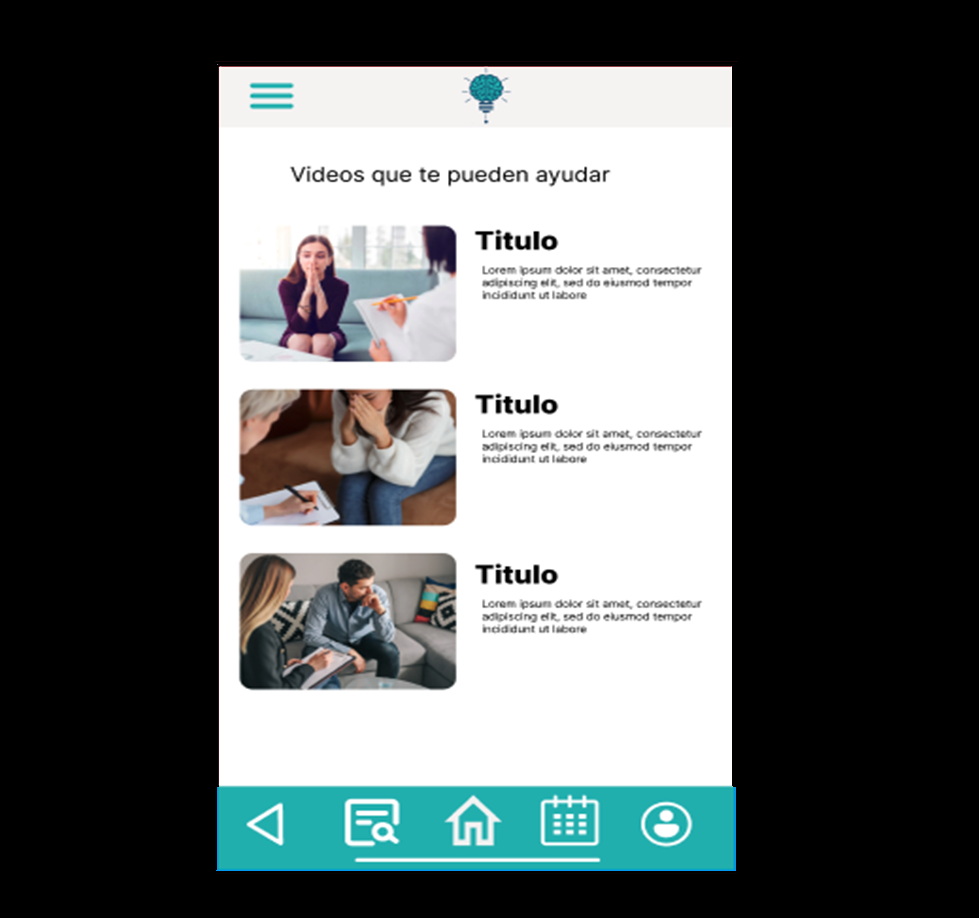 Videos que te pueden ayudar
Titulo
Lorem ipsum dolor sit amet, consectetur
adipiscing elit, sed do eiusmod tempor
incididunt ut labore
Titulo
Lorem ipsum dolor sit amet, consectetur
adipiscing elit, sed do eiusmod tempor
incididunt ut labore
Titulo
Lorem ipsum dolor sit amet, consectetur
adipiscing elit, sed do eiusmod tempor
incididunt ut labore